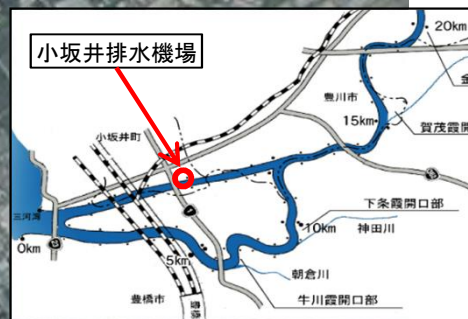 小坂井排水機場
20km
金
豊川市
15km
賀茂霞開
小坂井町
下条霞開口部
三河湾
10km
神田川
0km
5km
朝倉川
牛川霞開口部
豊橋市